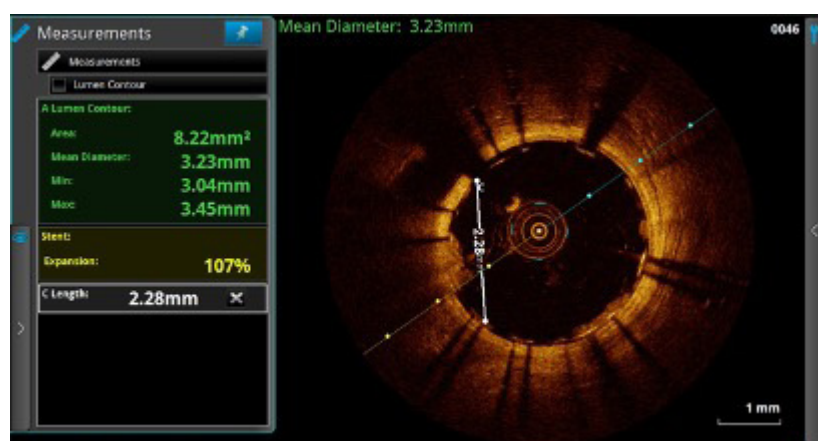 Measurements
Mean Diameter: 3.23mm
0046
Measurements
Lumen Contour
A Lumen Contour:
Area: 8.22mm²
Mean Diameter: 3.23mm
Min: 3.04mm
Max: 3.45mm
Stent:
Expansion: 107%
C Length: 2.28mm
C
2.28mm
1 mm